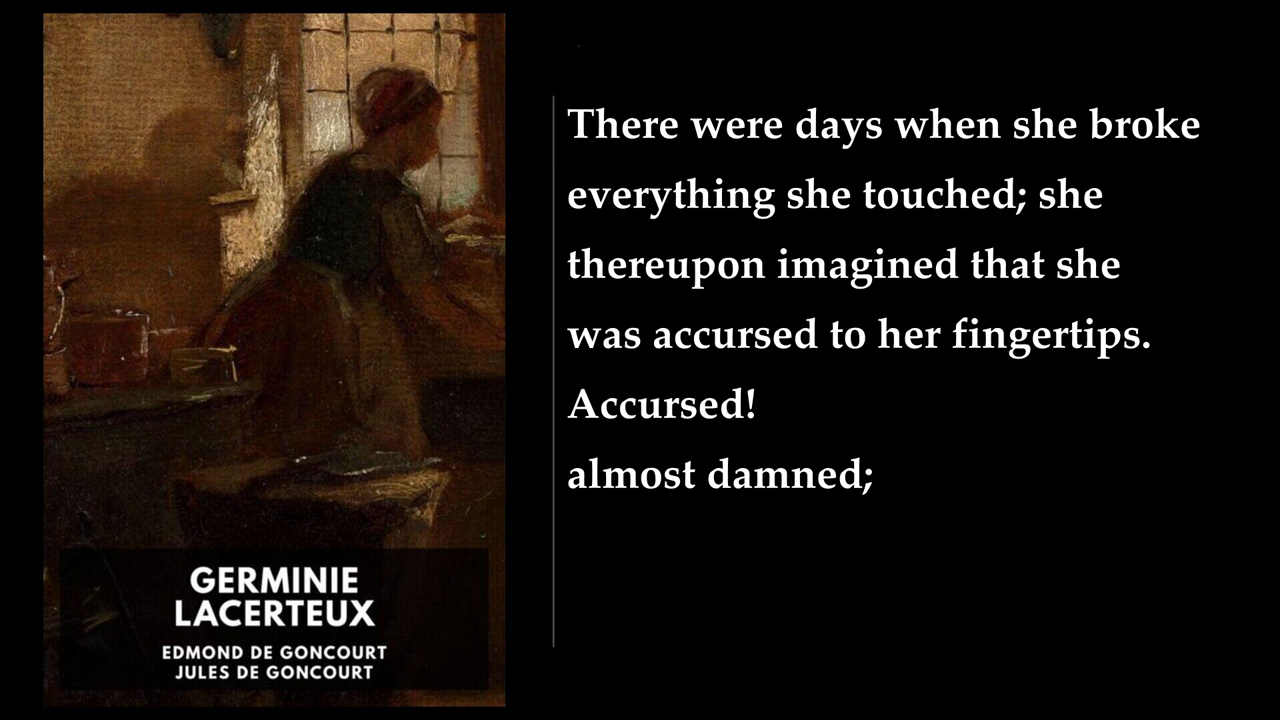 There were days when she broke
everything she touched; she
thereupon imagined that she
was accursed to her fingertips.
Accursed!
almost damned;
GERMINIE
LACERTEUX
EDMOND DE GONCOURT
JULES DE GONCOURT